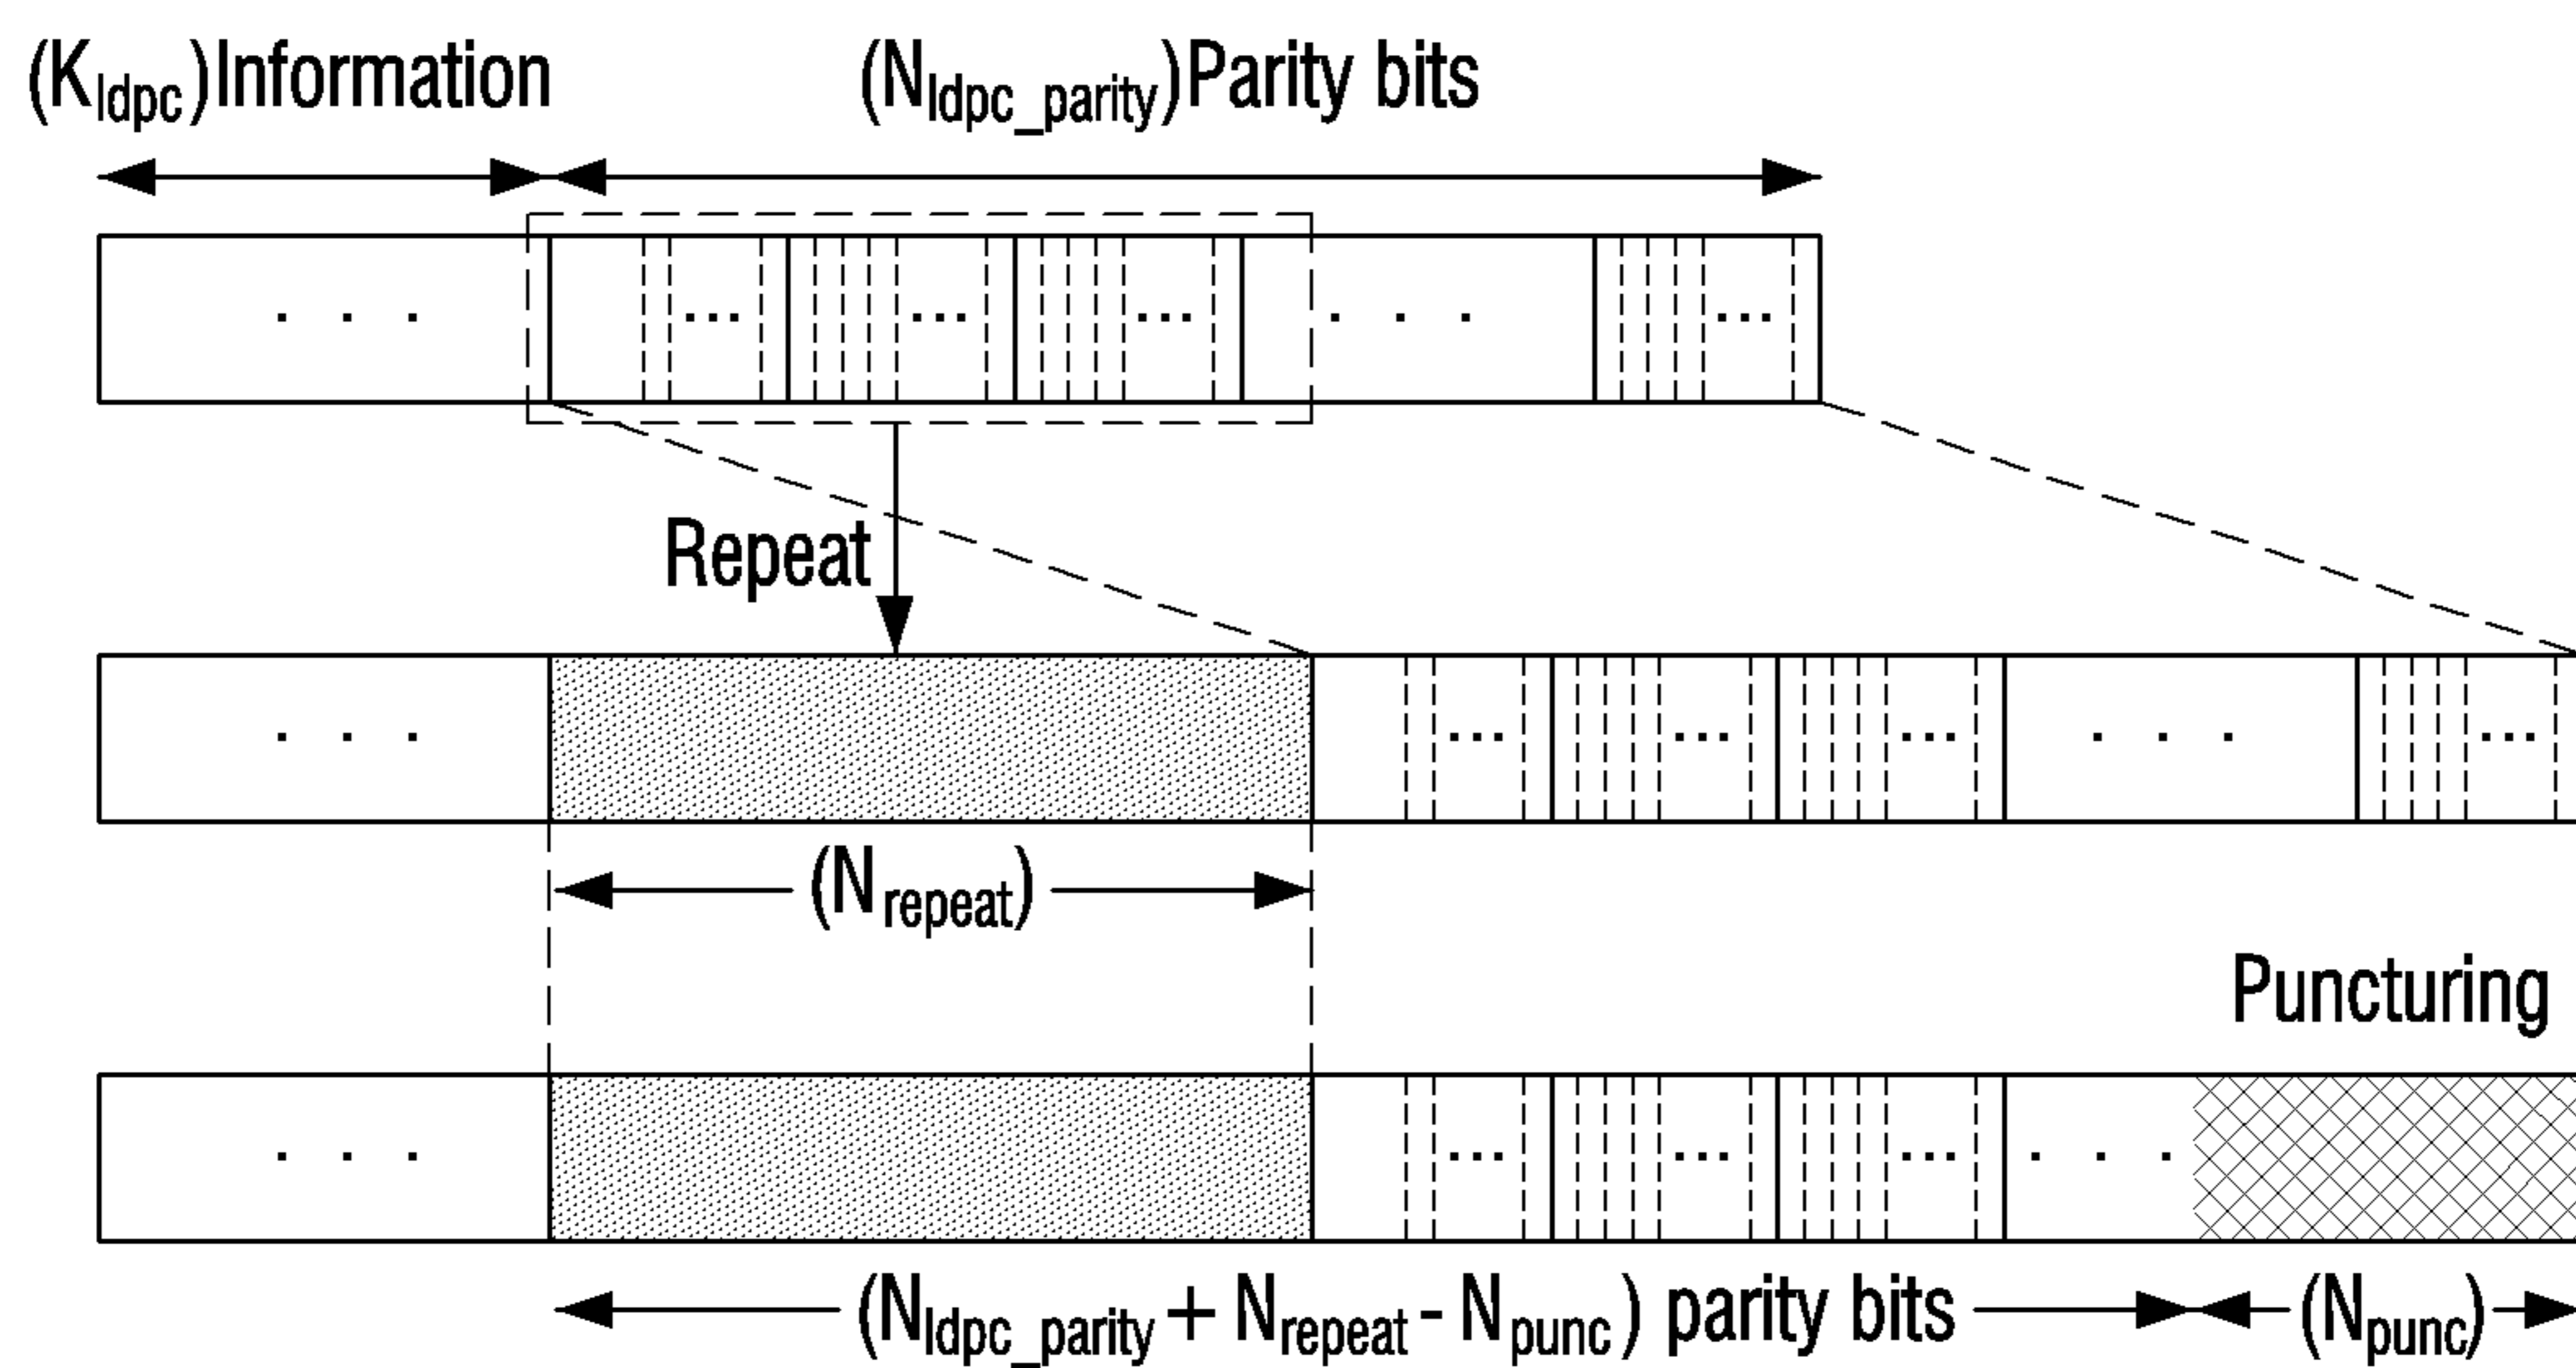 (Kldpc)Information
(Nldpc_parity)Parity bits
Repeat
(Nrepeat)
Puncturing
(Nldpc_parity + Nrepeat - Npunc) parity bits
(Npunc)